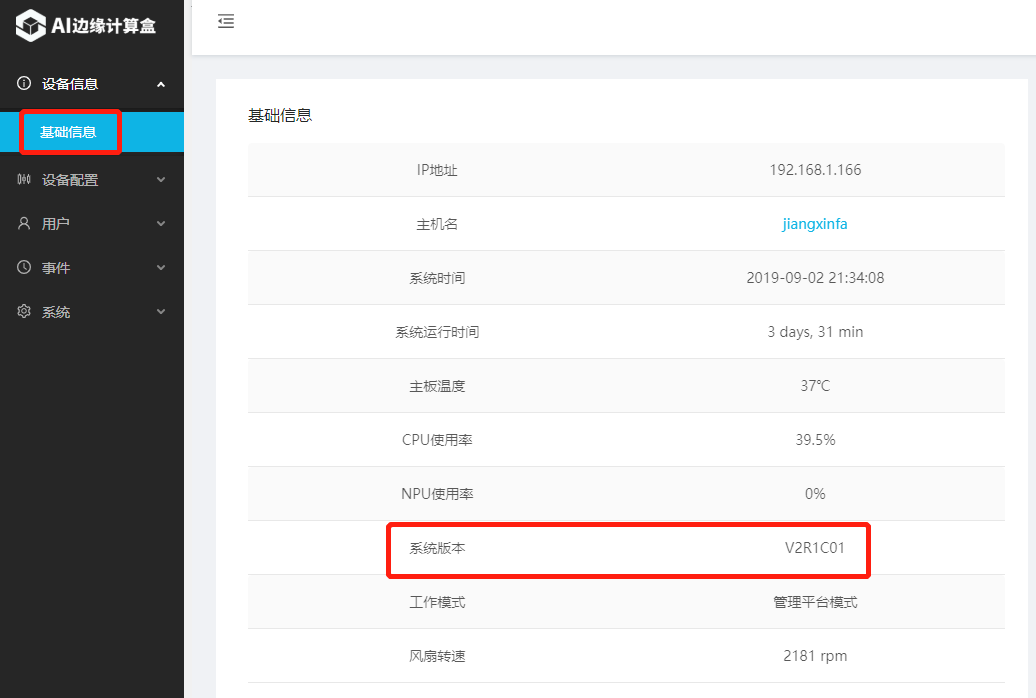 AI边缘计算盒
设备信息
基础信息
设备配置
用户
事件
系统
基础信息
IP地址 192.168.1.166
主机名 jiangxinfa
系统时间 2019-09-02 21:34:08
系统运行时间 3 days, 31 min
主板温度 37℃
CPU使用率 39.5%
NPU使用率 0%
系统版本 V2R1C01
工作模式 管理平台模式
风扇转速 2181 rpm